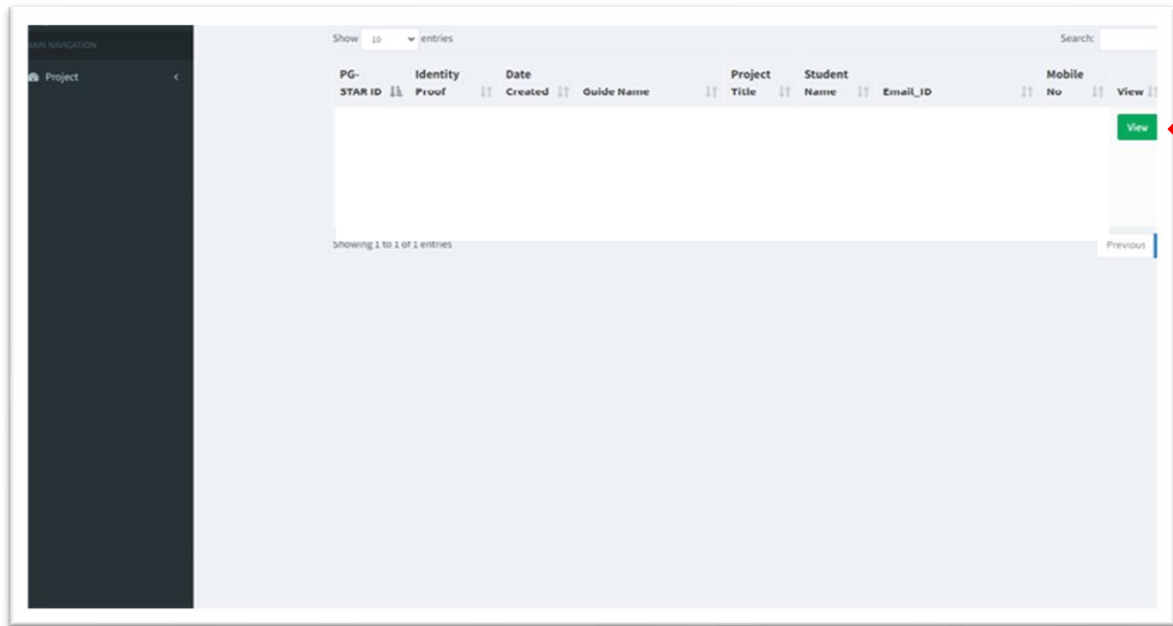 MAIN NAVIGATION
Project
Show 10 entries
Search:
PG-STAR ID
Identity Proof
Date Created
Guide Name
Project Title
Student Name
Email_ID
Mobile No
View
View
Showing 1 to 1 of 1 entries
Previous